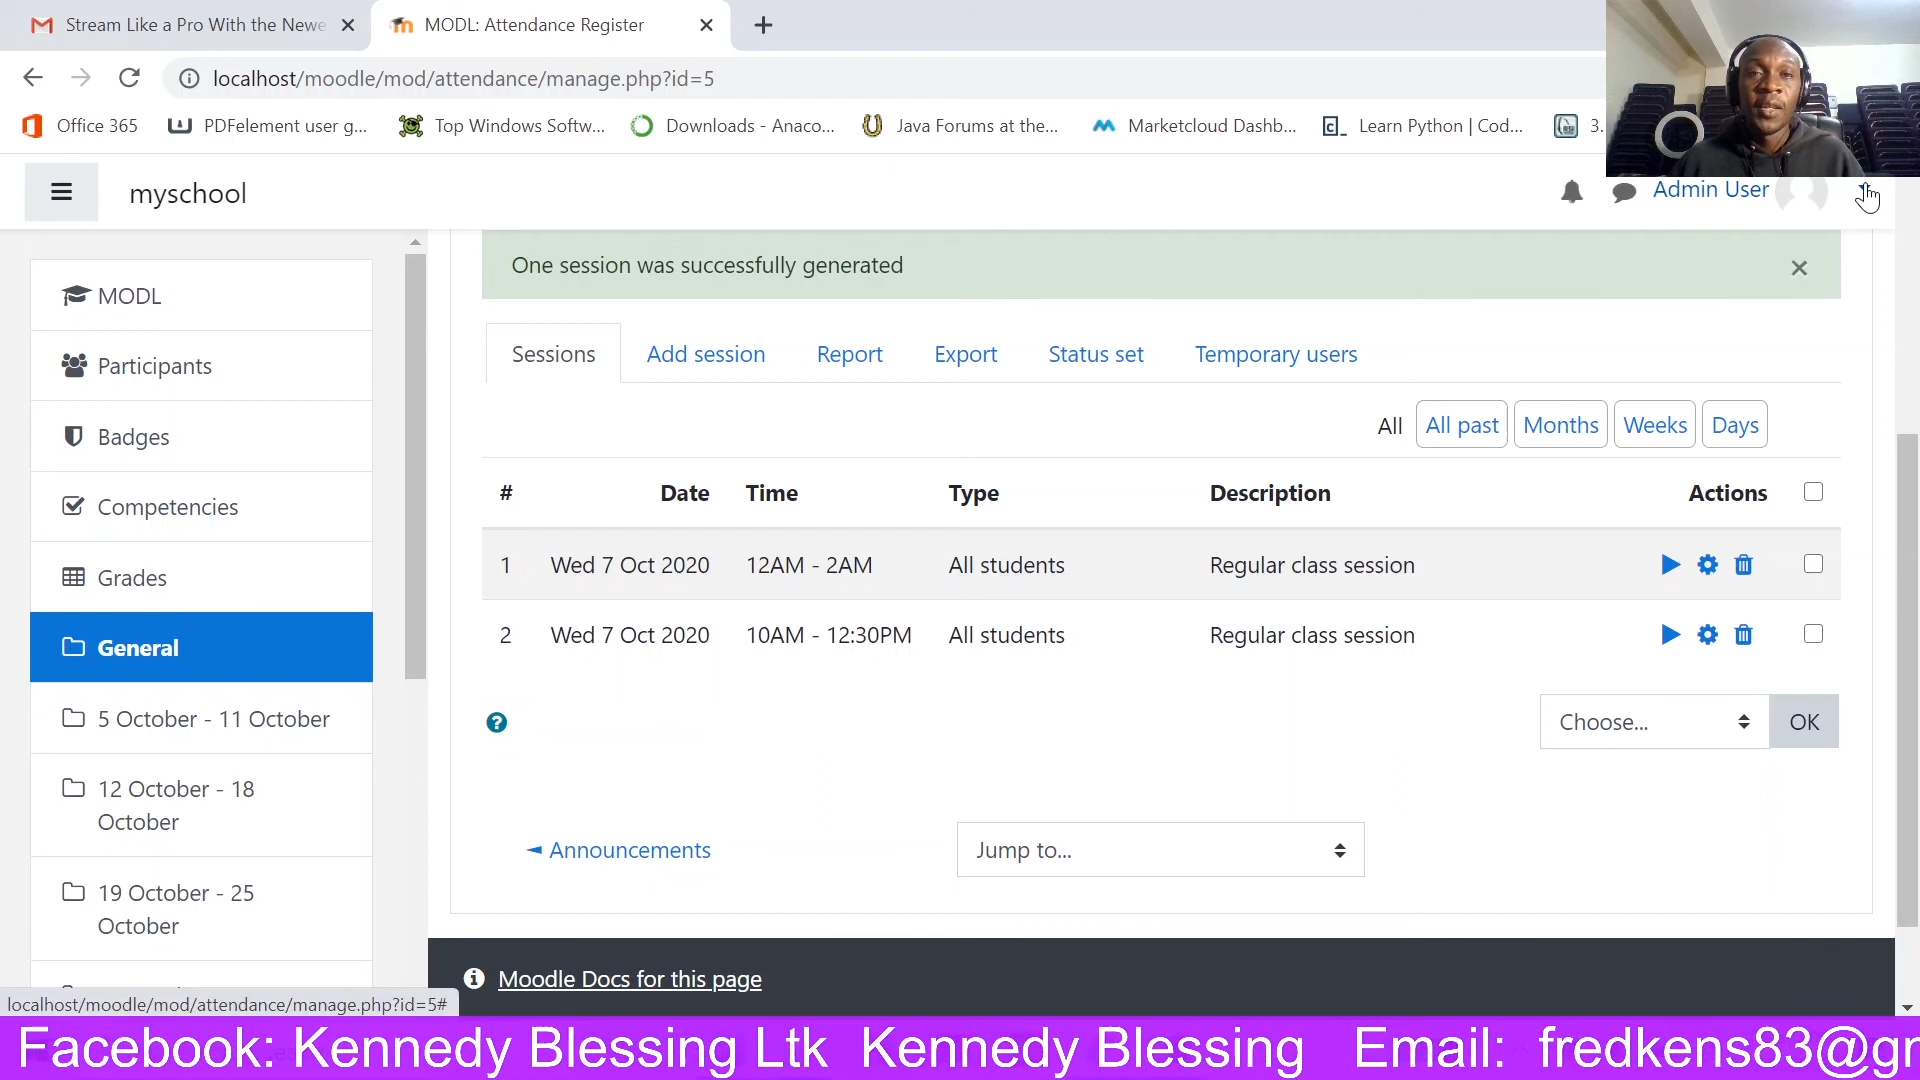 Stream Like a Pro With the Newe
MODL: Attendance Register
localhost/moodle/mod/attendance/manage.php?id=5
Office 365
PDFelement user g...
Top Windows Softw...
Downloads - Anaco...
Java Forums at the...
Marketcloud Dashb...
Learn Python | Cod...
3.
myschool
Admin User
One session was successfully generated
MODL
Participants
Badges
Competencies
Grades
General
5 October - 11 October
12 October - 18
October
19 October - 25
October
Sessions
Add session
Report
Export
Status set
Temporary users
All
All past
Months
Weeks
Days
# Date Time Type Description Actions
1 Wed 7 Oct 2020 12AM - 2AM All students Regular class session
2 Wed 7 Oct 2020 10AM - 12:30PM All students Regular class session
Choose...
OK
◄ Announcements
Jump to...
Moodle Docs for this page
localhost/moodle/mod/attendance/manage.php?id=5#
Facebook: Kennedy Blessing Ltk Kennedy Blessing Email: fredkens83@gr